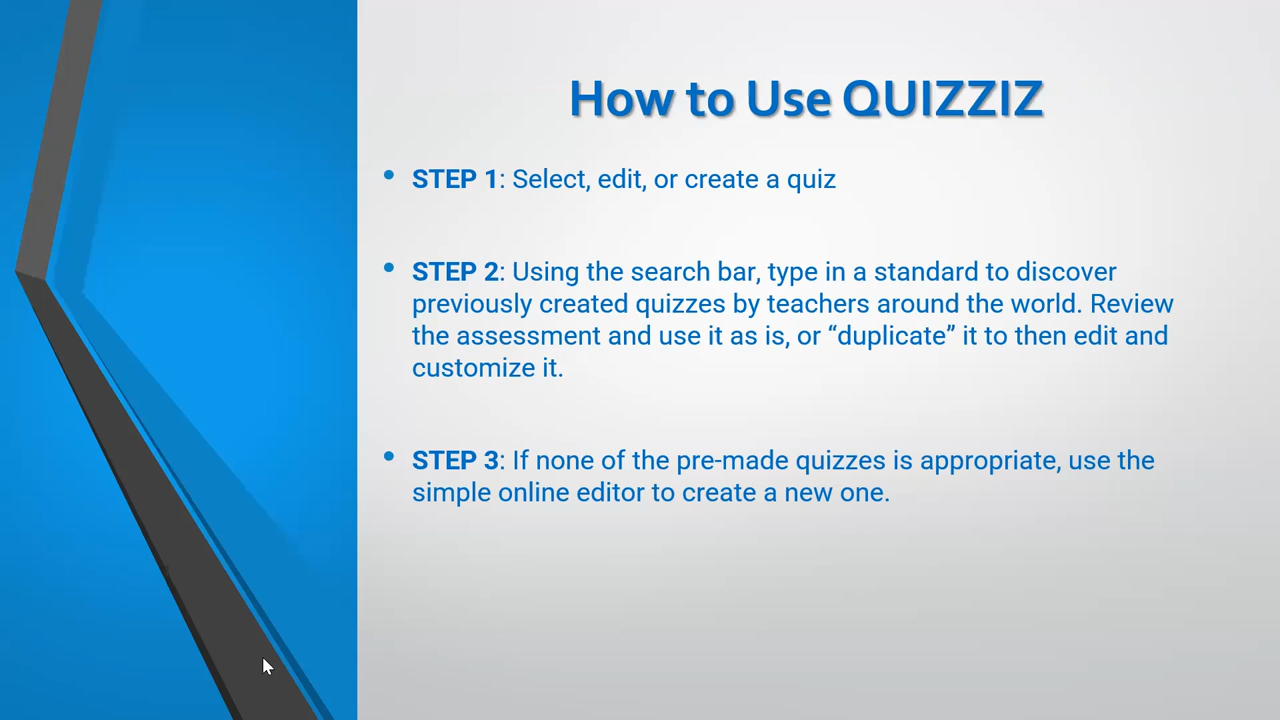 How to Use QUIZZIZ
• STEP 1: Select, edit, or create a quiz
• STEP 2: Using the search bar, type in a standard to discover
previously created quizzes by teachers around the world. Review
the assessment and use it as is, or “duplicate” it to then edit and
customize it.
• STEP 3: If none of the pre-made quizzes is appropriate, use the
simple online editor to create a new one.